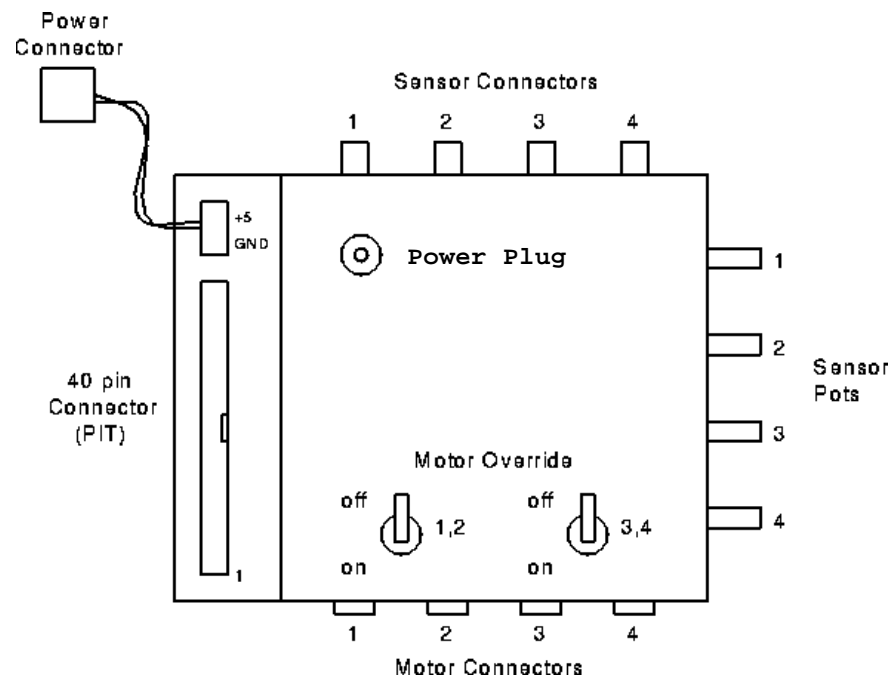 Power
Connector
Sensor Connectors
1 2 3 4
+5
GND
Power Plug
1
2
3
4
Sensor
Pots
40 pin
Connector
(PIT)
1
Motor Override
off
1,2
on
off
3,4
on
1 2 3 4
Motor Connectors